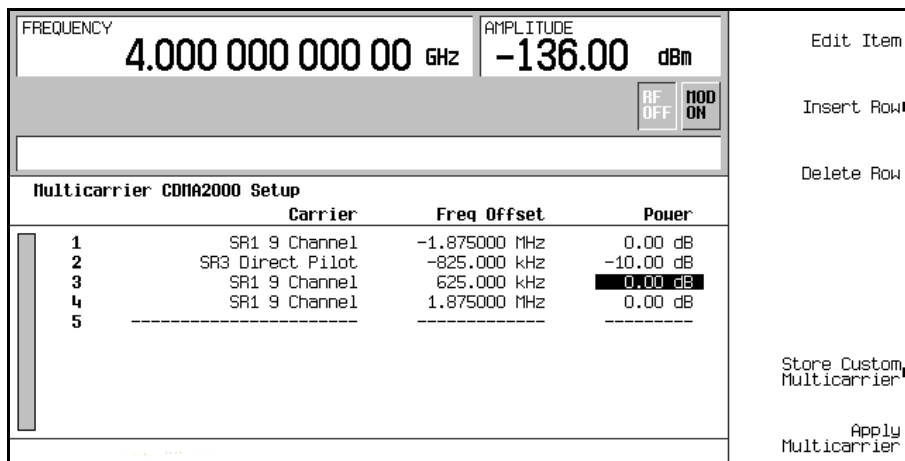 FREQUENCY
4.000 000 000 00 GHz
AMPLITUDE
-136.00 dBm
RF OFF
MOD ON
Edit Item
Insert Row
Delete Row
Multicarrier CDMA2000 Setup
Carrier Freq Offset Power
1 SR1 9 Channel -1.875000 MHz 0.00 dB
2 SR3 Direct Pilot -825.000 kHz -10.00 dB
3 SR1 9 Channel 625.000 kHz 0.00 dB
4 SR1 9 Channel 1.875000 MHz 0.00 dB
5 ---------------------- ------------- ---------
Store Custom
Multicarrier
Apply
Multicarrier